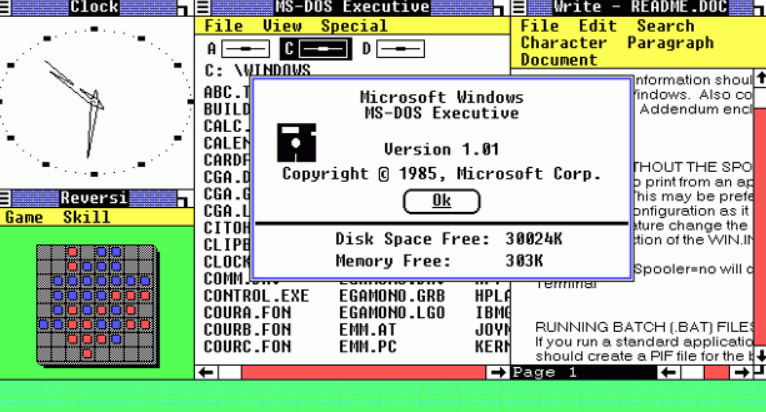 Clock
Game Skill
Reversi
MS-DOS Executive
File View Special
A C D
C: \WINDOWS
ABC.T
BUILD
CALC.
CALEN
CARDF
CGA.D
CGA.G
CGA.L
CITOH
CLIPB
CLOCK
COMM.
CONTROL.EXE EGAMONO.GRB HPLA
COURA.FON EGAMONO.LGO IBMG
COURB.FON EMM.AT JOYM
COURC.FON EMM.PC KERN
Microsoft Windows
MS-DOS Executive
Version 1.01
Copyright © 1985, Microsoft Corp.
Ok
Disk Space Free: 30024K
Memory Free: 303K
Write - README.DOC
File Edit Search
Character Paragraph
Document
nformation shoul
indows. Also co
Addendum encl
THOUT THE SPO
o print from an ap
This may be prefe
onfiguration as it
ature change the
ction of the WIN.IN
Spooler=no will c
Terminal
RUNNING BATCH (.BAT) FILES
If you run a standard applicatio
should create a PIF file for the b
Page 1